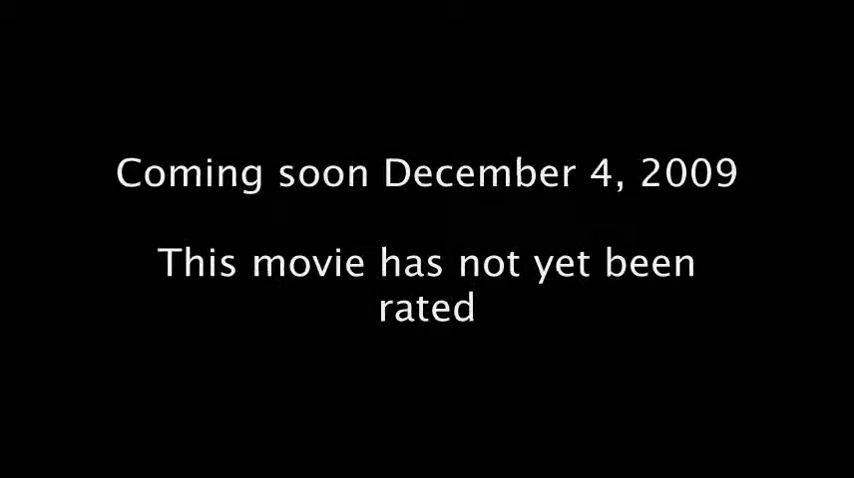 Coming soon December 4, 2009
This movie has not yet been
rated